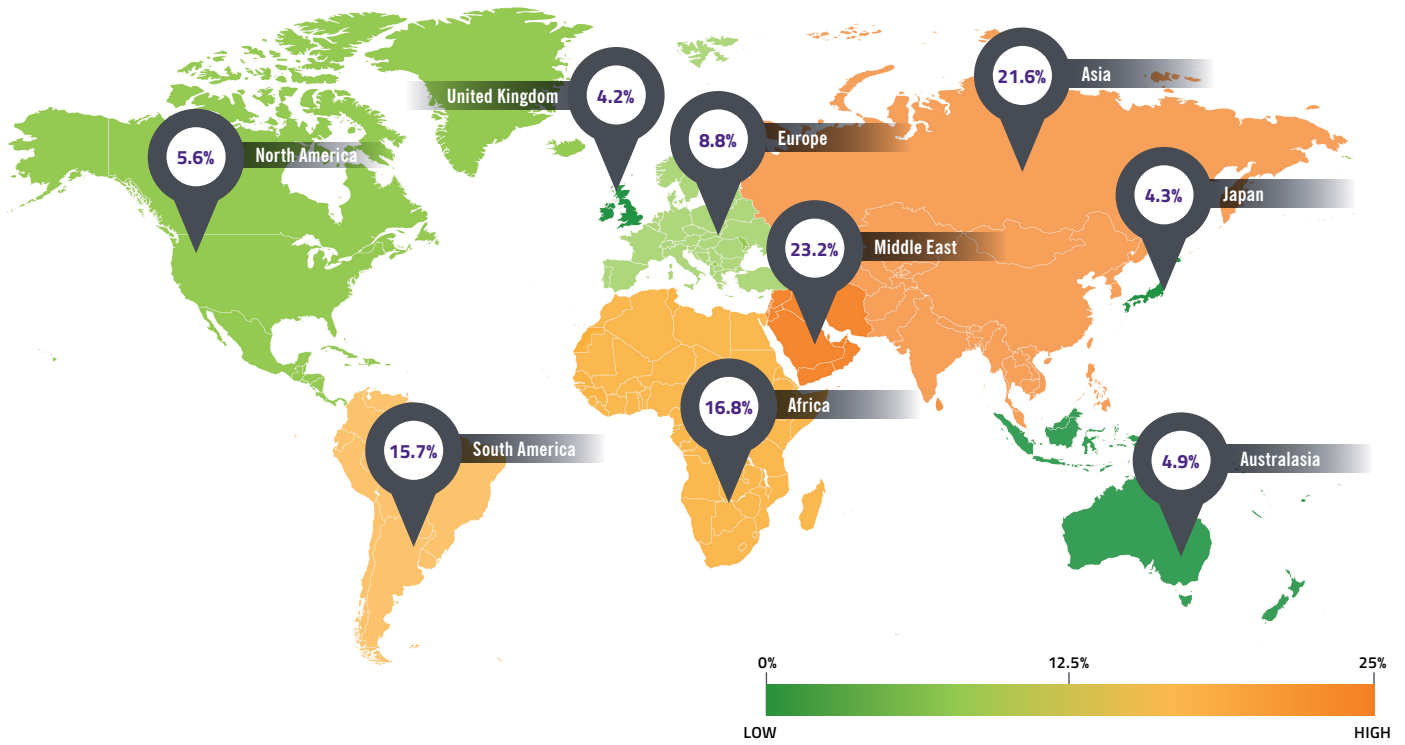 21.6%
Asia
United Kingdom
4.2%
8.8%
Europe
5.6%
North America
4.3%
Japan
23.2%
Middle East
16.8%
Africa
15.7%
South America
4.9%
Australasia
0%
12.5%
25%
LOW
HIGH